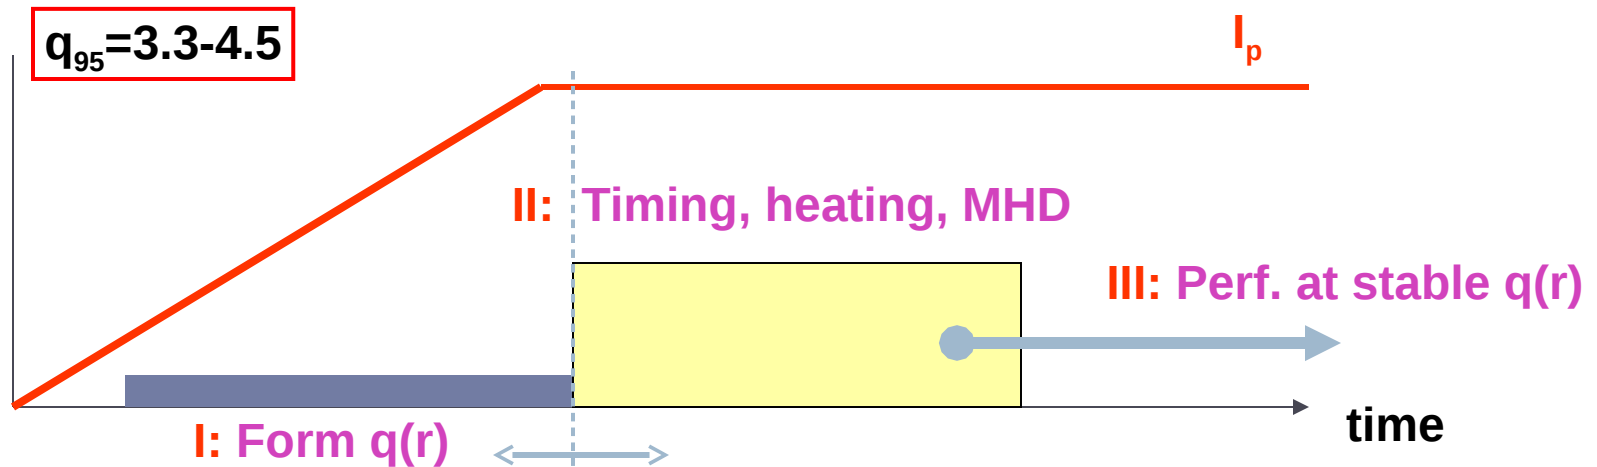 q₉₅=3.3-4.5
Iₚ
II: Timing, heating, MHD
III: Perf. at stable q(r)
time
I: Form q(r)